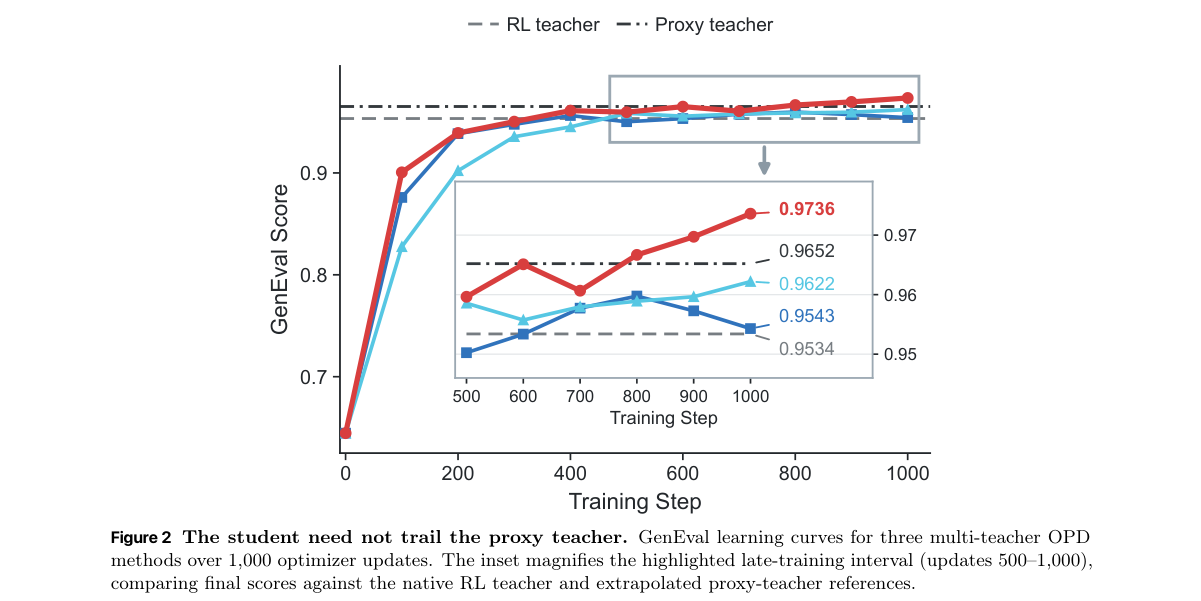 RL teacher Proxy teacher
GenEval Score
0.9
0.8
0.7
0.9736
0.9652
0.9622
0.9543
0.9534
0.97
0.96
0.95
500 600 700 800 900 1000
Training Step
0 200 400 600 800 1000
Training Step
Figure 2 The student need not trail the proxy teacher. GenEval learning curves for three multi-teacher OPD
methods over 1,000 optimizer updates. The inset magnifies the highlighted late-training interval (updates 500–1,000),
comparing final scores against the native RL teacher and extrapolated proxy-teacher references.